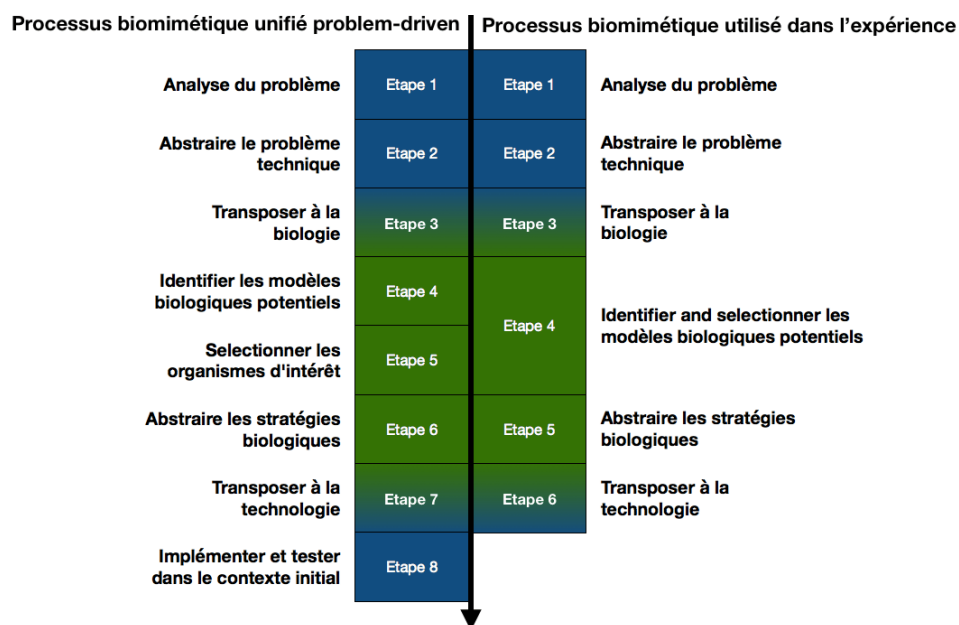 Processus biomimétique unifié problem-driven
Processus biomimétique utilisé dans l'expérience
Analyse du problème
Etape 1
Etape 1
Analyse du problème
Abstraire le problème
technique
Etape 2
Etape 2
Abstraire le problème
technique
Transposer à la
biologie
Etape 3
Etape 3
Transposer à la
biologie
Identifier les modèles
biologiques potentiels
Etape 4
Selectionner les
organismes d'intérêt
Etape 5
Etape 4
Identifier and selectionner les
modèles biologiques potentiels
Abstraire les stratégies
biologiques
Etape 6
Etape 5
Abstraire les stratégies
biologiques
Transposer à la
technologie
Etape 7
Etape 6
Transposer à la
technologie
Implémenter et tester
dans le contexte initial
Etape 8